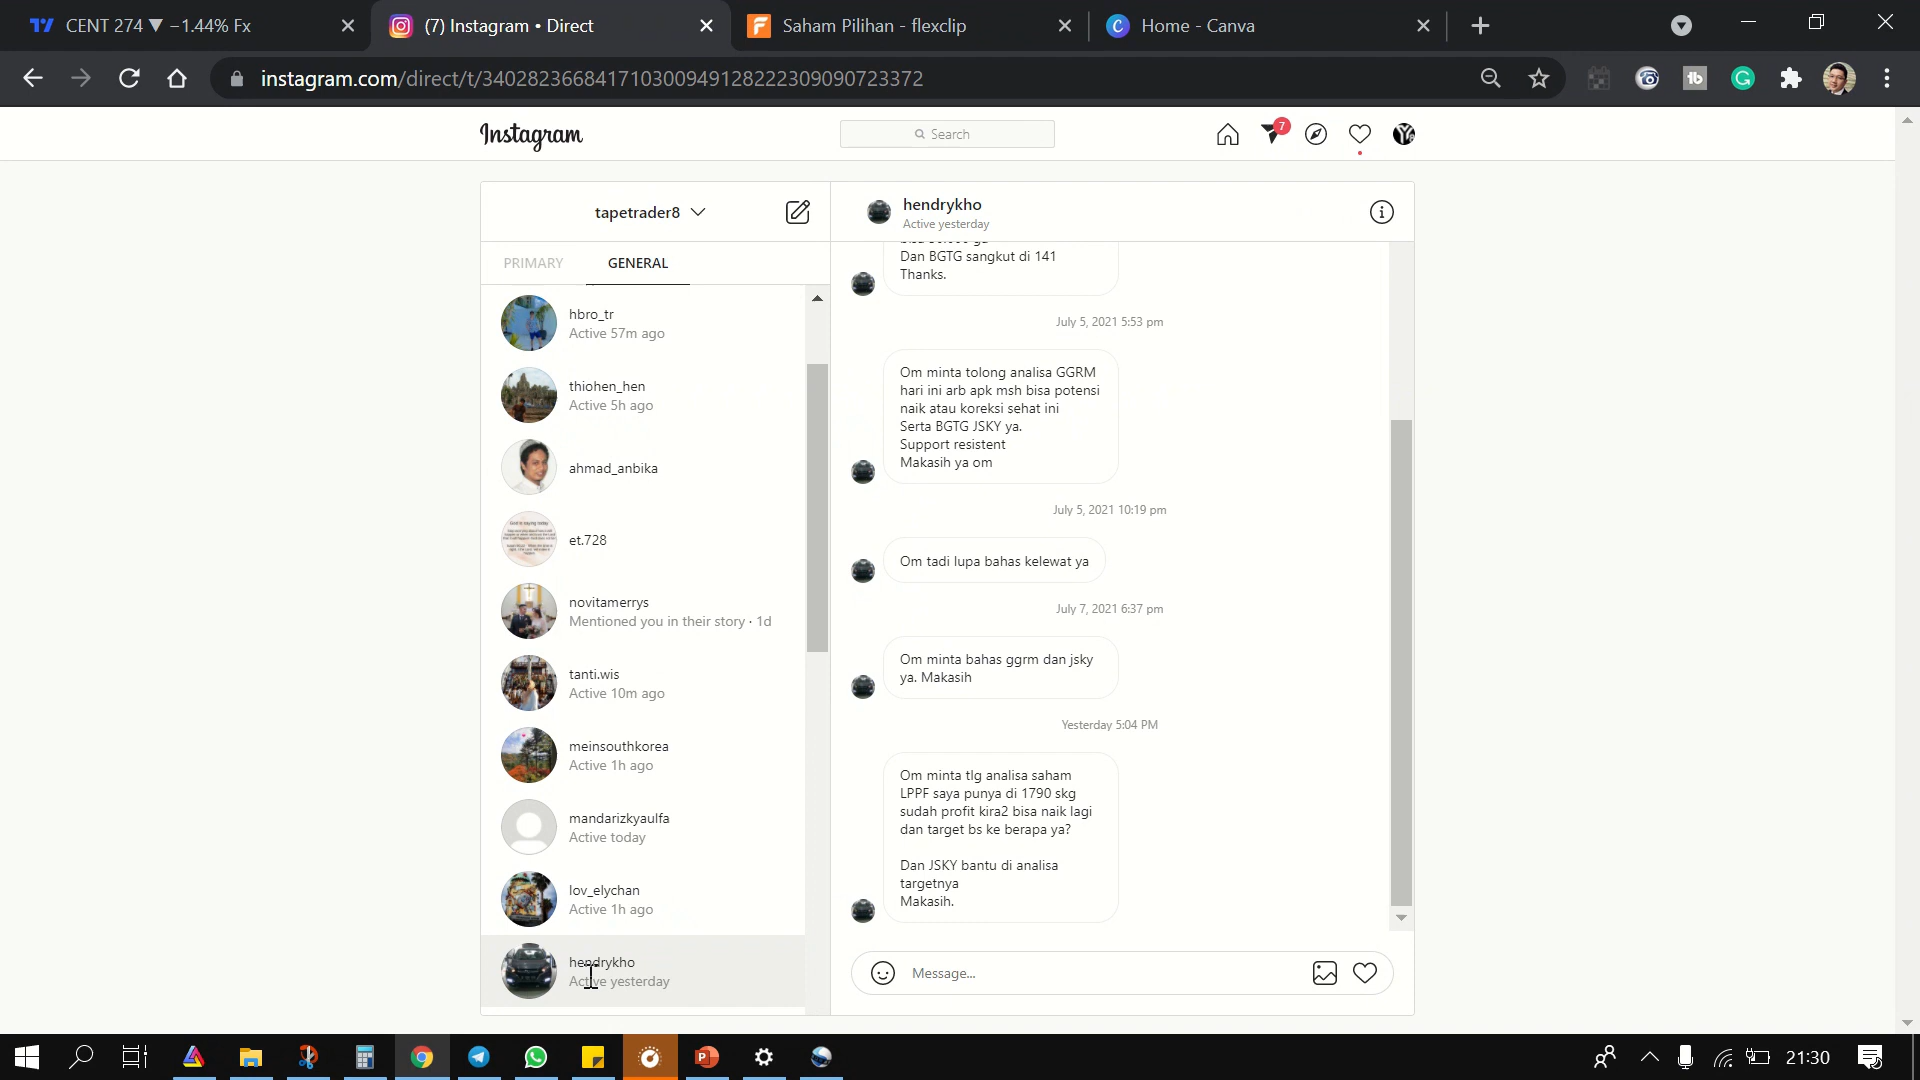 CENT 274 ▼ −1.44% Fx
(7) Instagram • Direct
Saham Pilihan - flexclip
Home - Canva
instagram.com/direct/t/340282366841710300949128222309090723372
Instagram
Search
7
tapetrader8
PRIMARY
GENERAL
hbro_tr
Active 57m ago
thiohen_hen
Active 5h ago
ahmad_anbika
et.728
novitamerrys
Mentioned you in their story · 1d
tanti.wis
Active 10m ago
meinsouthkorea
Active 1h ago
mandarizkyaulfa
Active today
lov_elychan
Active 1h ago
hendrykho
Active yesterday
hendrykho
Active yesterday
Dan BGTG sangkut di 141
Thanks.
July 5, 2021 5:53 pm
Om minta tolong analisa GGRM
hari ini arb apk msh bisa potensi
naik atau koreksi sehat ini
Serta BGTG JSKY ya.
Support resistent
Makasih ya om
July 5, 2021 10:19 pm
Om tadi lupa bahas kelewat ya
July 7, 2021 6:37 pm
Om minta bahas ggrm dan jsky
ya. Makasih
Yesterday 5:04 PM
Om minta tlg analisa saham
LPPF saya punya di 1790 skg
sudah profit kira2 bisa naik lagi
dan target bs ke berapa ya?
Dan JSKY bantu di analisa
targetnya
Makasih.
Message...
21:30